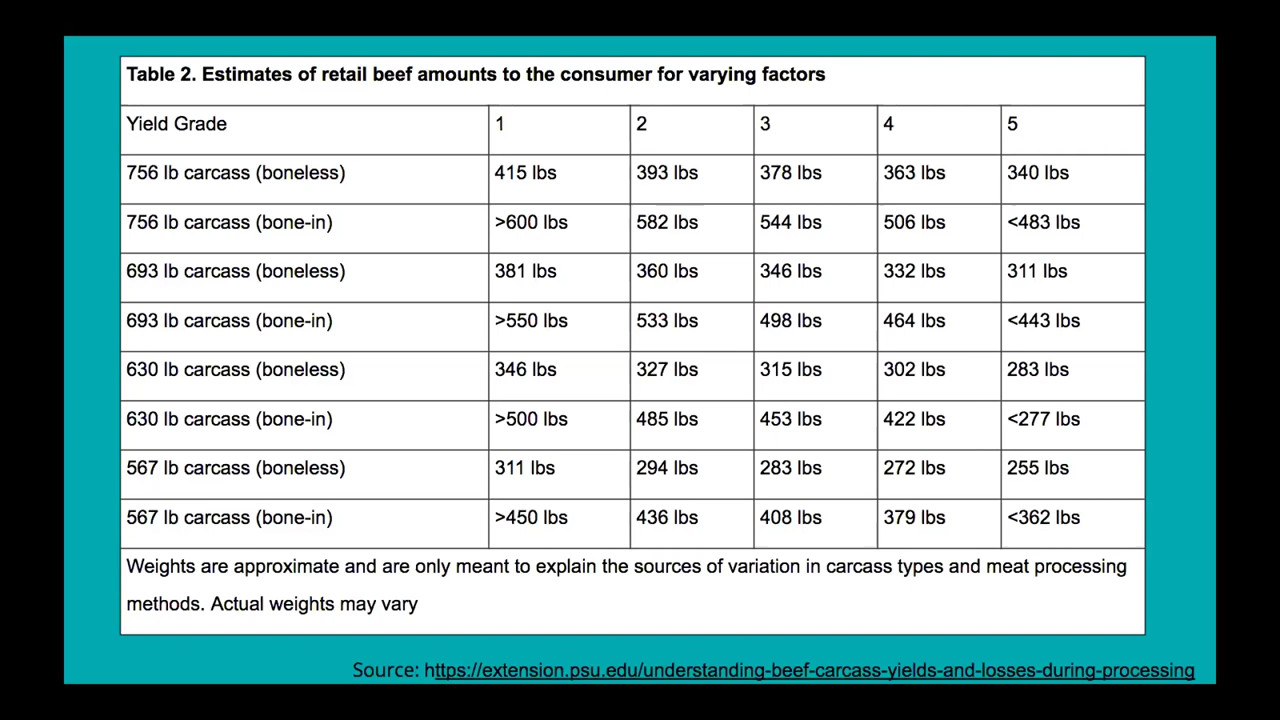 Table 2. Estimates of retail beef amounts to the consumer for varying factors
Yield Grade 1 2 3 4 5
756 lb carcass (boneless) 415 lbs 393 lbs 378 lbs 363 lbs 340 lbs
756 lb carcass (bone-in) >600 lbs 582 lbs 544 lbs 506 lbs <483 lbs
693 lb carcass (boneless) 381 lbs 360 lbs 346 lbs 332 lbs 311 lbs
693 lb carcass (bone-in) >550 lbs 533 lbs 498 lbs 464 lbs <443 lbs
630 lb carcass (boneless) 346 lbs 327 lbs 315 lbs 302 lbs 283 lbs
630 lb carcass (bone-in) >500 lbs 485 lbs 453 lbs 422 lbs <277 lbs
567 lb carcass (boneless) 311 lbs 294 lbs 283 lbs 272 lbs 255 lbs
567 lb carcass (bone-in) >450 lbs 436 lbs 408 lbs 379 lbs <362 lbs
Weights are approximate and are only meant to explain the sources of variation in carcass types and meat processing
methods. Actual weights may vary
Source: https://extension.psu.edu/understanding-beef-carcass-yields-and-losses-during-processing